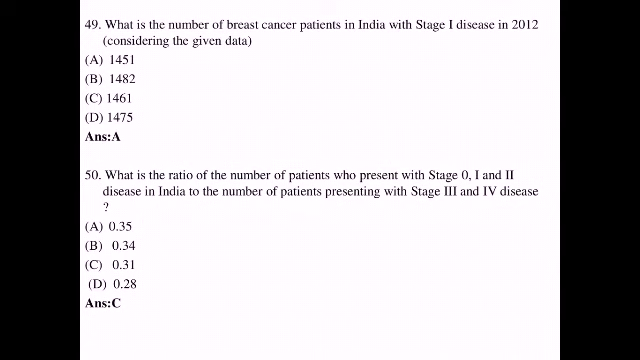 49. What is the number of breast cancer patients in India with Stage I disease in 2012
(considering the given data)
(A) 1451
(B) 1482
(C) 1461
(D) 1475
Ans:A
50. What is the ratio of the number of patients who present with Stage 0, I and II
disease in India to the number of patients presenting with Stage III and IV disease
?
(A) 0.35
(B) 0.34
(C) 0.31
(D) 0.28
Ans:C